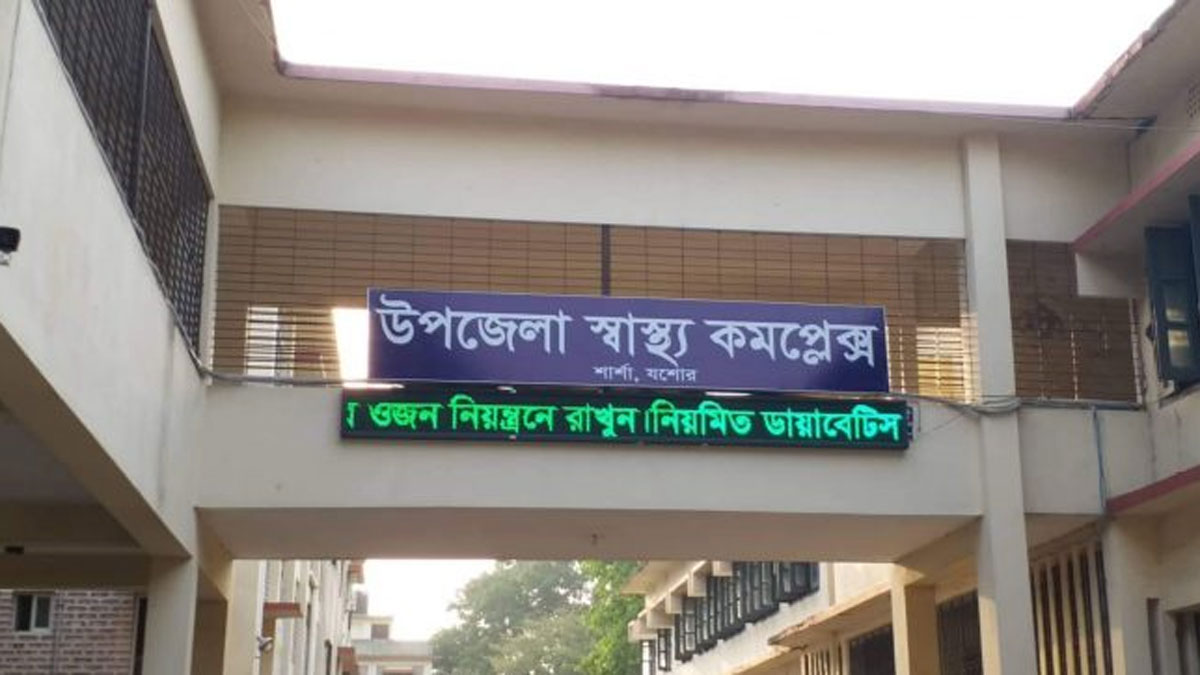 উপজেলা স্বাস্থ্য কমপ্লেক্স
শার্শা, যশোর
ওজন নিয়ন্ত্রনে রাখুন।নিয়মিত ডায়াবেটিস